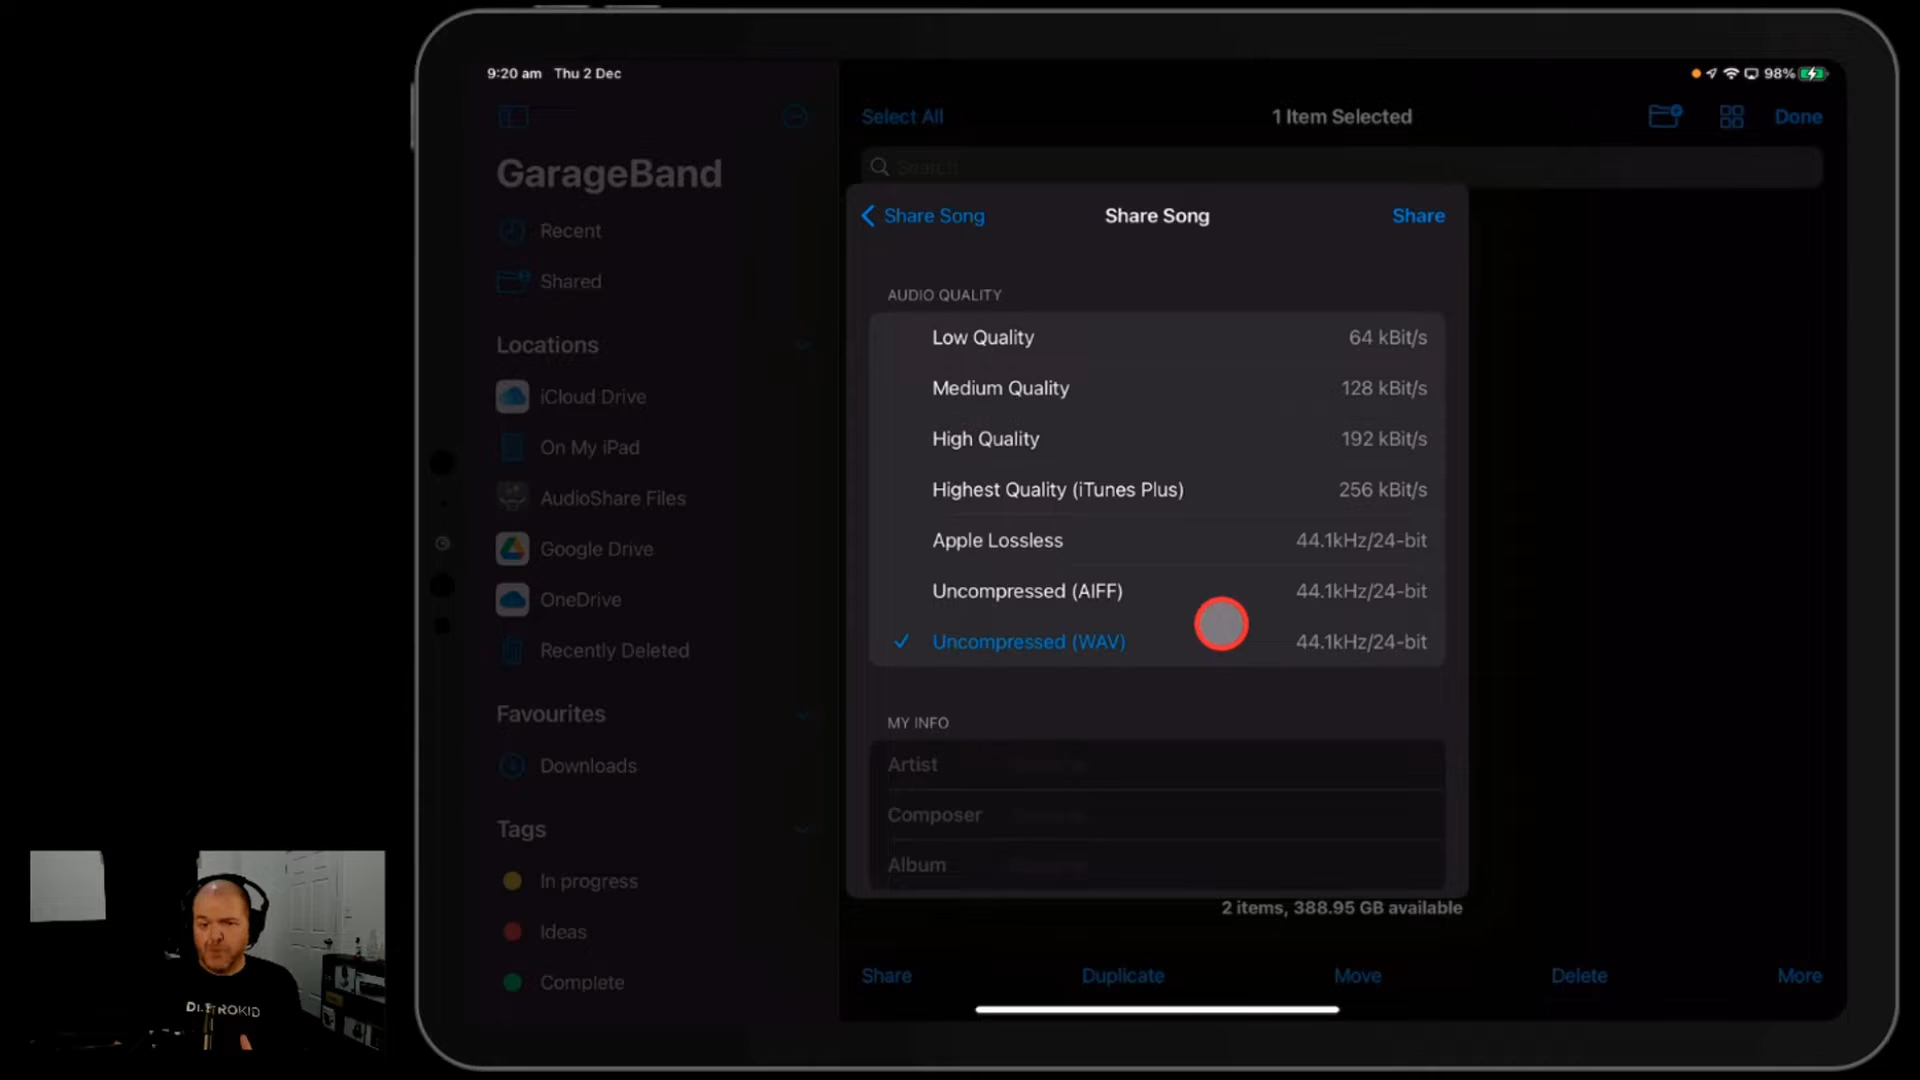 9:20 am Thu 2 Dec
98%
Select All
1 Item Selected
Done
GarageBand
Search
Recent
Shared
Locations
iCloud Drive
On My iPad
AudioShare Files
Google Drive
OneDrive
Recently Deleted
Favourites
Downloads
Tags
In progress
Ideas
Complete
Share Song
Share Song
Share
AUDIO QUALITY
Low Quality 64 kBit/s
Medium Quality 128 kBit/s
High Quality 192 kBit/s
Highest Quality (iTunes Plus) 256 kBit/s
Apple Lossless 44.1kHz/24-bit
Uncompressed (AIFF) 44.1kHz/24-bit
Uncompressed (WAV) 44.1kHz/24-bit
MY INFO
Artist
Composer
Album
2 items, 388.95 GB available
Share
Duplicate
Move
Delete
More